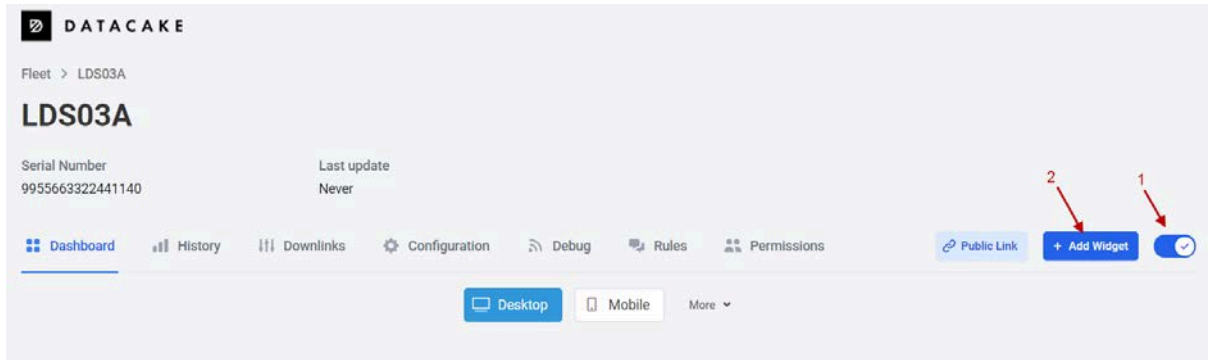 DATACAKE
Fleet > LDS03A
LDS03A
Serial Number Last update
9955663322441140 Never
2 1
Dashboard History Downlinks Configuration Debug Rules Permissions Public Link + Add Widget
Desktop Mobile More